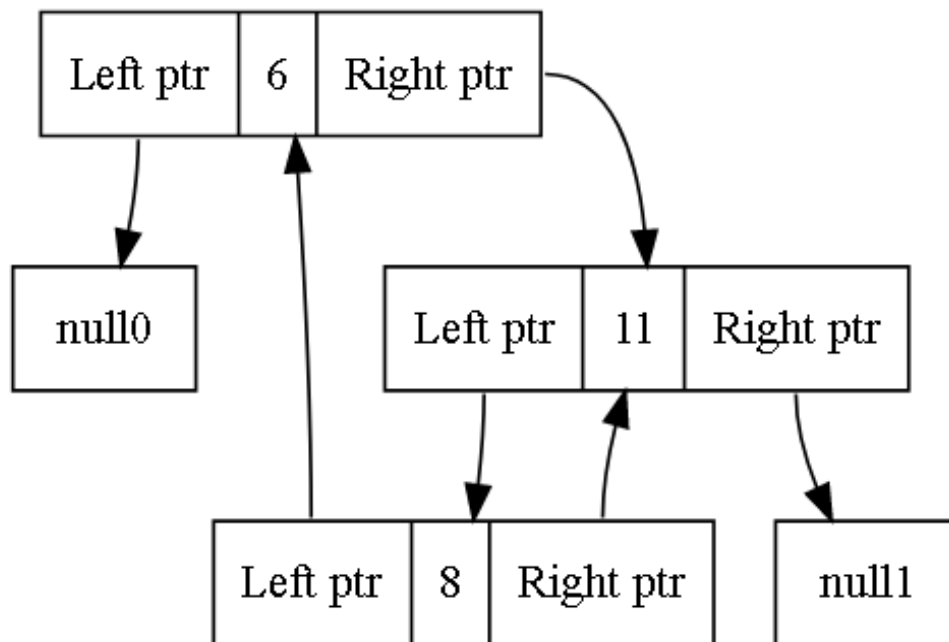 Left ptr 6 Right ptr
null0
Left ptr 11 Right ptr
Left ptr 8 Right ptr
null1